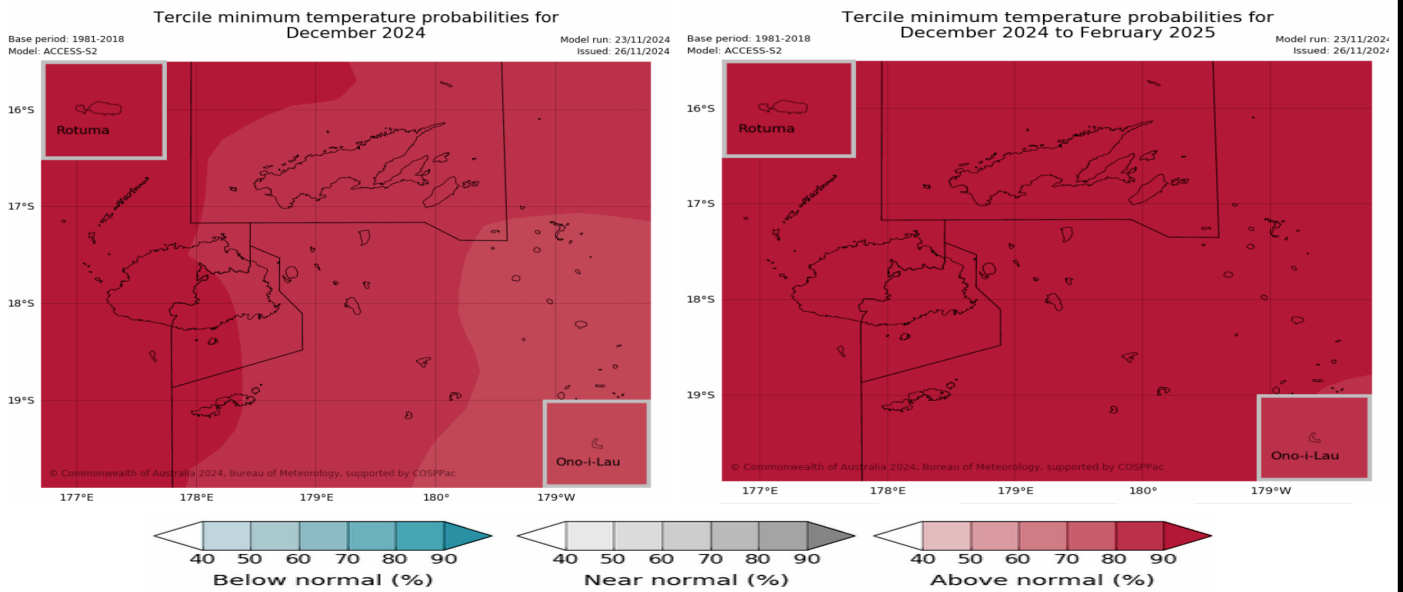 Tercile minimum temperature probabilities for
December 2024
Base period: 1981-2018
Model: ACCESS-S2
Model run: 23/11/2024
Issued: 26/11/2024
Rotuma
16°S
17°S
18°S
19°S
Ono-i-Lau
© Commonwealth of Australia 2024, Bureau of Meteorology, supported by COSPPac
177°E 178°E 179°E 180° 179°W
Tercile minimum temperature probabilities for
December 2024 to February 2025
Base period: 1981-2018
Model: ACCESS-S2
Model run: 23/11/2024
Issued: 26/11/2024
Rotuma
16°S
17°S
18°S
19°S
Ono-i-Lau
© Commonwealth of Australia 2024, Bureau of Meteorology, supported by COSPPac
177°E 178°E 179°E 180° 179°W
40 50 60 70 80 90
Below normal (%)
40 50 60 70 80 90
Near normal (%)
40 50 60 70 80 90
Above normal (%)